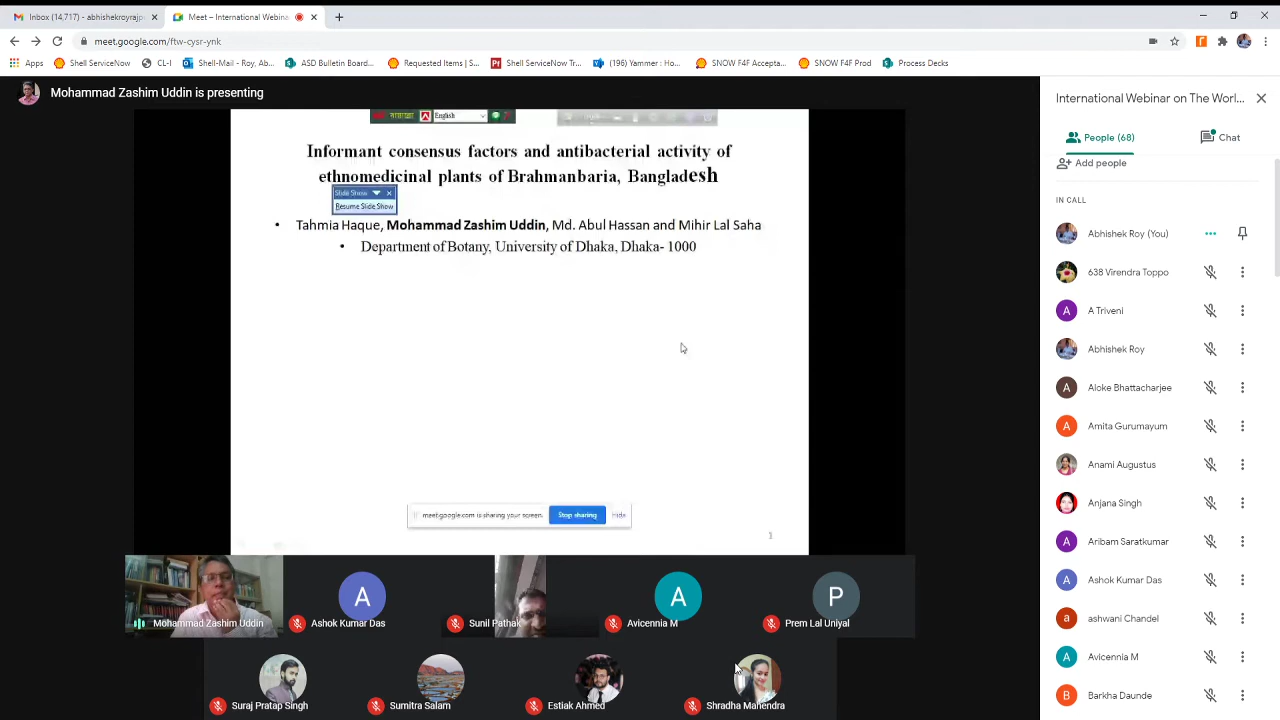 Inbox (14,717) - abhishekroyrajp
Meet – International Webina
meet.google.com/ftw-cysr-ynk
Apps
Shell ServiceNow
CL-I
Shell-Mail - Roy, Ab...
ASD Bulletin Board...
Requested Items | S...
Shell ServiceNow Tr...
(196) Yammer : Ho...
SNOW F4F Accepta...
SNOW F4F Prod
Process Decks
Mohammad Zashim Uddin is presenting
International Webinar on The Worl...
People (68)
Chat
Add people
IN CALL
English
Informant consensus factors and antibacterial activity of
ethnomedicinal plants of Brahmanbaria, Bangladesh
Slide Show
Resume Slide Show
• Tahmia Haque, Mohammad Zashim Uddin, Md. Abul Hassan and Mihir Lal Saha
• Department of Botany, University of Dhaka, Dhaka- 1000
meet.google.com is sharing your screen.
Stop sharing
Hide
1
Abhishek Roy (You)
638 Virendra Toppo
A
A Triveni
Abhishek Roy
A
Aloke Bhattacharjee
A
Amita Gurumayum
Anami Augustus
Anjana Singh
A
Aribam Saratkumar
A
Ashok Kumar Das
a
ashwani Chandel
A
Avicennia M
B
Barkha Daunde
Mohammad Zashim Uddin
A
Ashok Kumar Das
Sunil Pathak
A
Avicennia M
P
Prem Lal Uniyal
Suraj Pratap Singh
Sumitra Salam
Estiak Ahmed
Shradha Mahendra